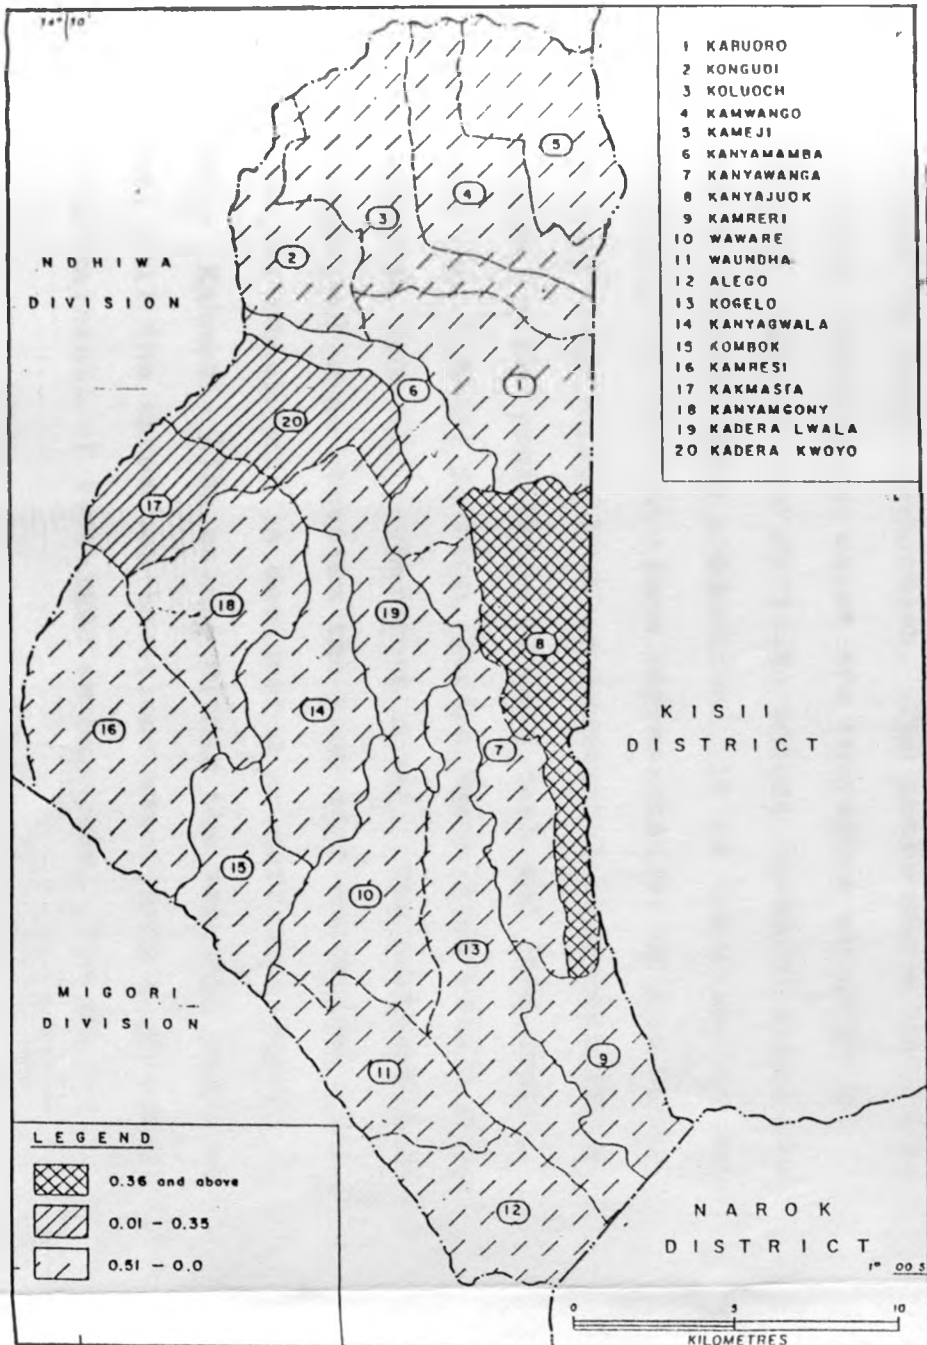 34° 30'
1 KABUORO
2 KONGUDI
3 KOLUOCH
4 KAMWANGO
5 KAMEJI
6 KANYAMAMBA
7 KANYAWANGA
8 KANYAJUOK
9 KAMRERI
10 WAWARE
11 WAUNDHA
12 ALEGO
13 KOGELO
14 KANYAGWALA
15 KOMBOK
16 KAMRESI
17 KAKMASIA
18 KANYAMGONY
19 KADERA LWALA
20 KADERA KWOYO
5
4
3
2
NDHIWA
DIVISION
6
1
20
17
18
19
8
14
16
7
KISII
DISTRICT
15
10
13
MIGORI
DIVISION
9
11
LEGEND
0.36 and above
0.01 - 0.35
0.51 - 0.0
12
NAROK
DISTRICT
1° 00 S
0 5 10
KILOMETRES